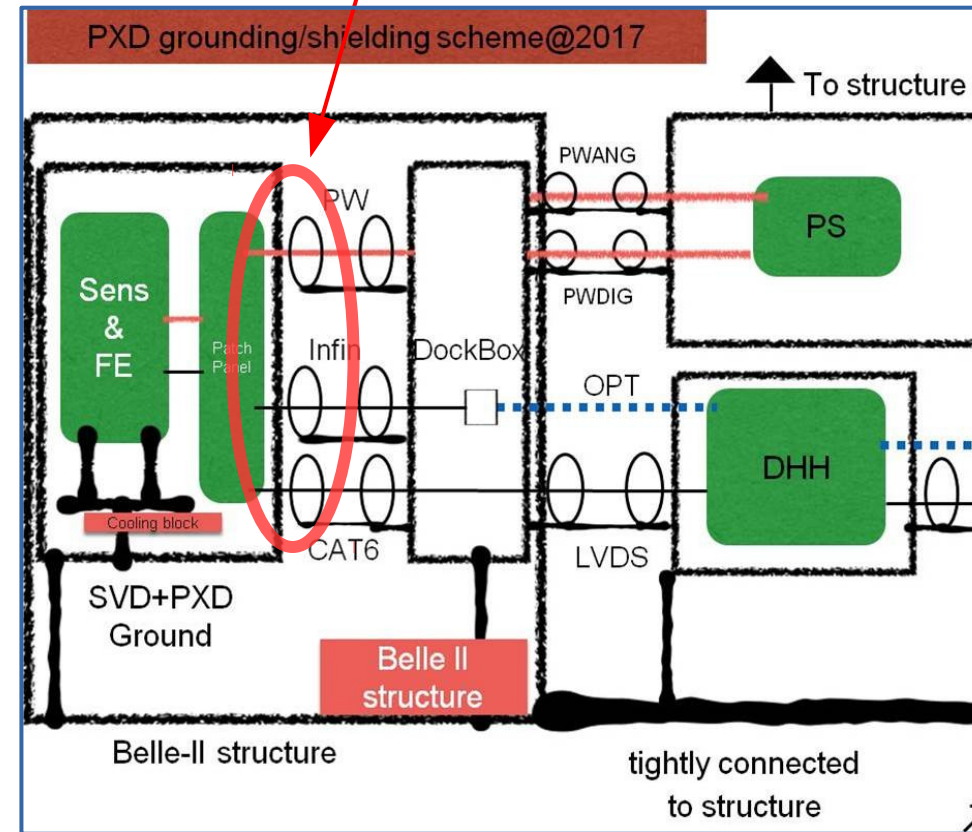 PXD grounding/shielding scheme@2017
To structure
PWANG
PW
PS
Sens
&
FE
PWDIG
Patch
Panel
Infin
DockBox
OPT
DHH
Cooling block
CAT6
LVDS
SVD+PXD
Ground
Belle II
structure
Belle-II structure
tightly connected
to structure